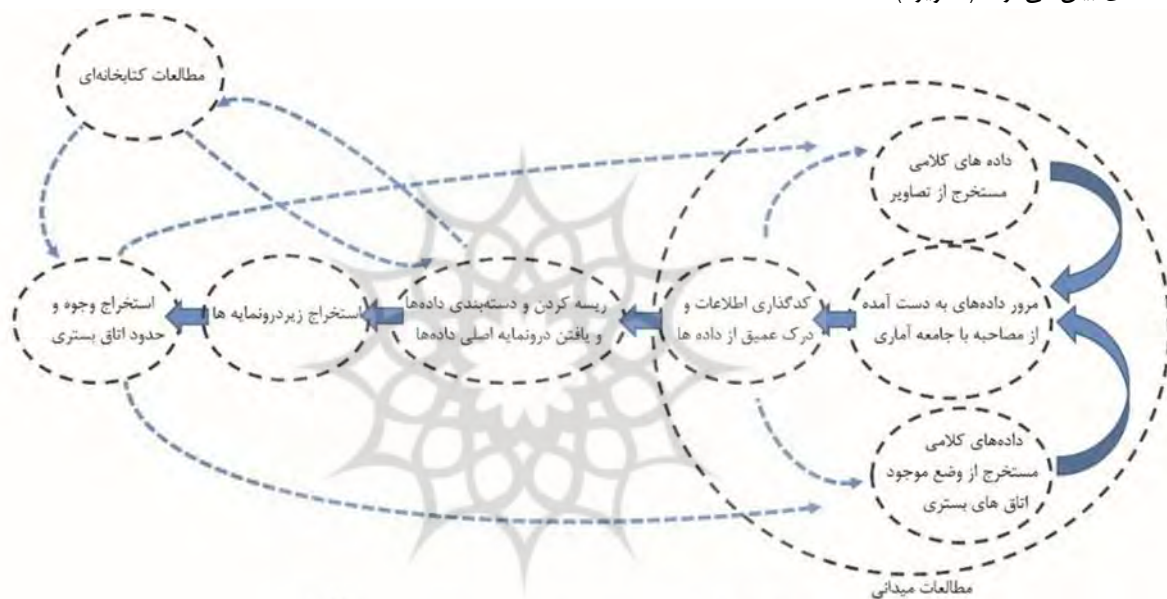 مطالعات کتابخانه‌ای
داده های کلامی
مستخرج از تصاویر
مرور داده‌های به دست آمده
از مصاحبه با جامعه آماری
کدگذاری اطلاعات و
درک عمیق از داده ها
ریسه کردن و دسته‌بندی داده‌ها
و یافتن درونمایه اصلی داده‌ها
استخراج زیردرونمایه ها
استخراج وجوه و
حدود اتاق بستری
داده‌های کلامی
مستخرج از وضع موجود
اتاق های بستری
مطالعات میدانی